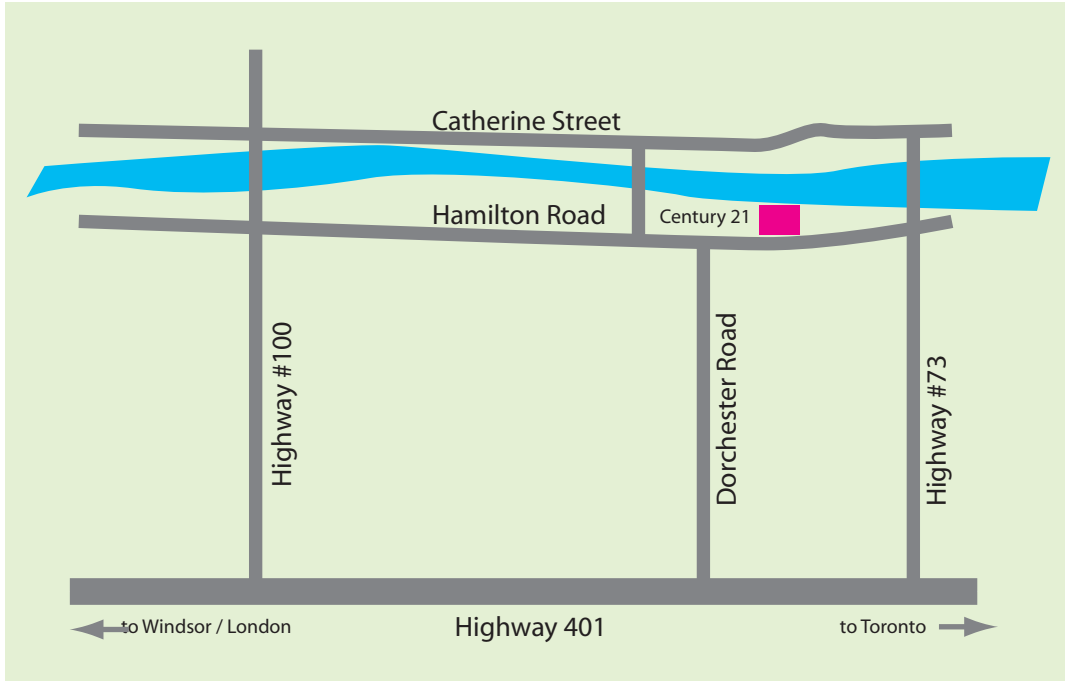 Catherine Street
Hamilton Road
Century 21
Highway #100
Dorchester Road
Highway #73
to Windsor / London
Highway 401
to Toronto